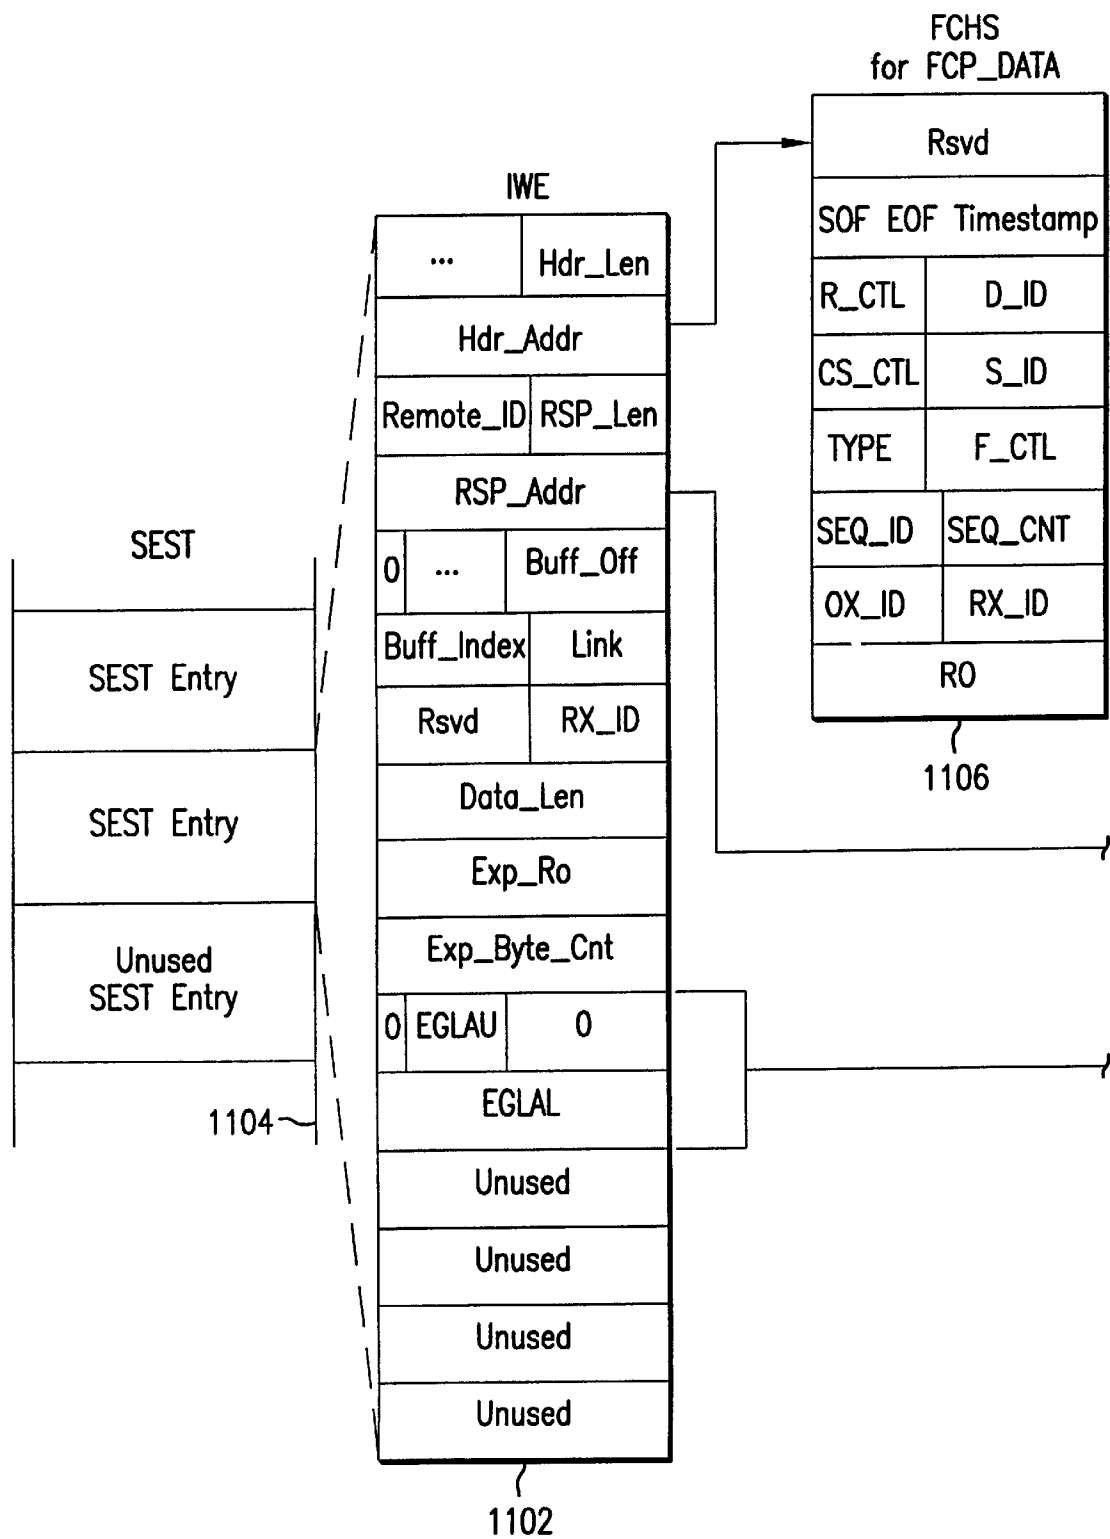 FCHS
for FCP_DATA
Rsvd
SOF EOF Timestamp
R_CTL D_ID
CS_CTL S_ID
TYPE F_CTL
SEQ_ID SEQ_CNT
OX_ID RX_ID
RO
1106
IWE
... Hdr_Len
Hdr_Addr
Remote_ID RSP_Len
RSP_Addr
0 ... Buff_Off
Buff_Index Link
Rsvd RX_ID
Data_Len
Exp_Ro
Exp_Byte_Cnt
0 EGLAU 0
EGLAL
Unused
Unused
Unused
Unused
1102
SEST
SEST Entry
SEST Entry
Unused
SEST Entry
1104